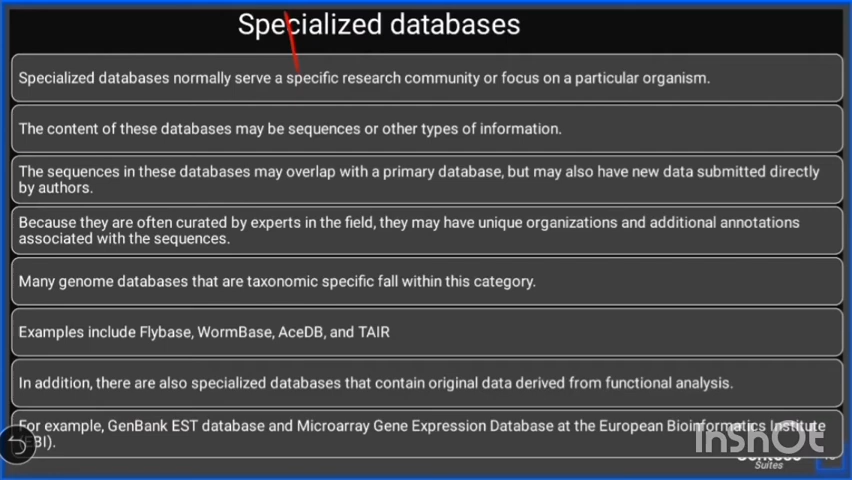 Specialized databases
Specialized databases normally serve a specific research community or focus on a particular organism.
The content of these databases may be sequences or other types of information.
The sequences in these databases may overlap with a primary database, but may also have new data submitted directly
by authors.
Because they are often curated by experts in the field, they may have unique organizations and additional annotations
associated with the sequences.
Many genome databases that are taxonomic specific fall within this category.
Examples include Flybase, WormBase, AceDB, and TAIR
In addition, there are also specialized databases that contain original data derived from functional analysis.
For example, GenBank EST database and Microarray Gene Expression Database at the European Bioinformatics Institute
(EBI).
InShOt
Suites